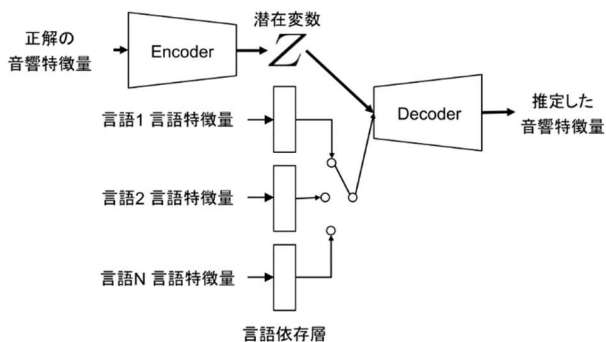 潜在変数
正解の
音響特徴量
Encoder
Z
Decoder
推定した
音響特徴量
言語1 言語特徴量
言語2 言語特徴量
言語N 言語特徴量
言語依存層